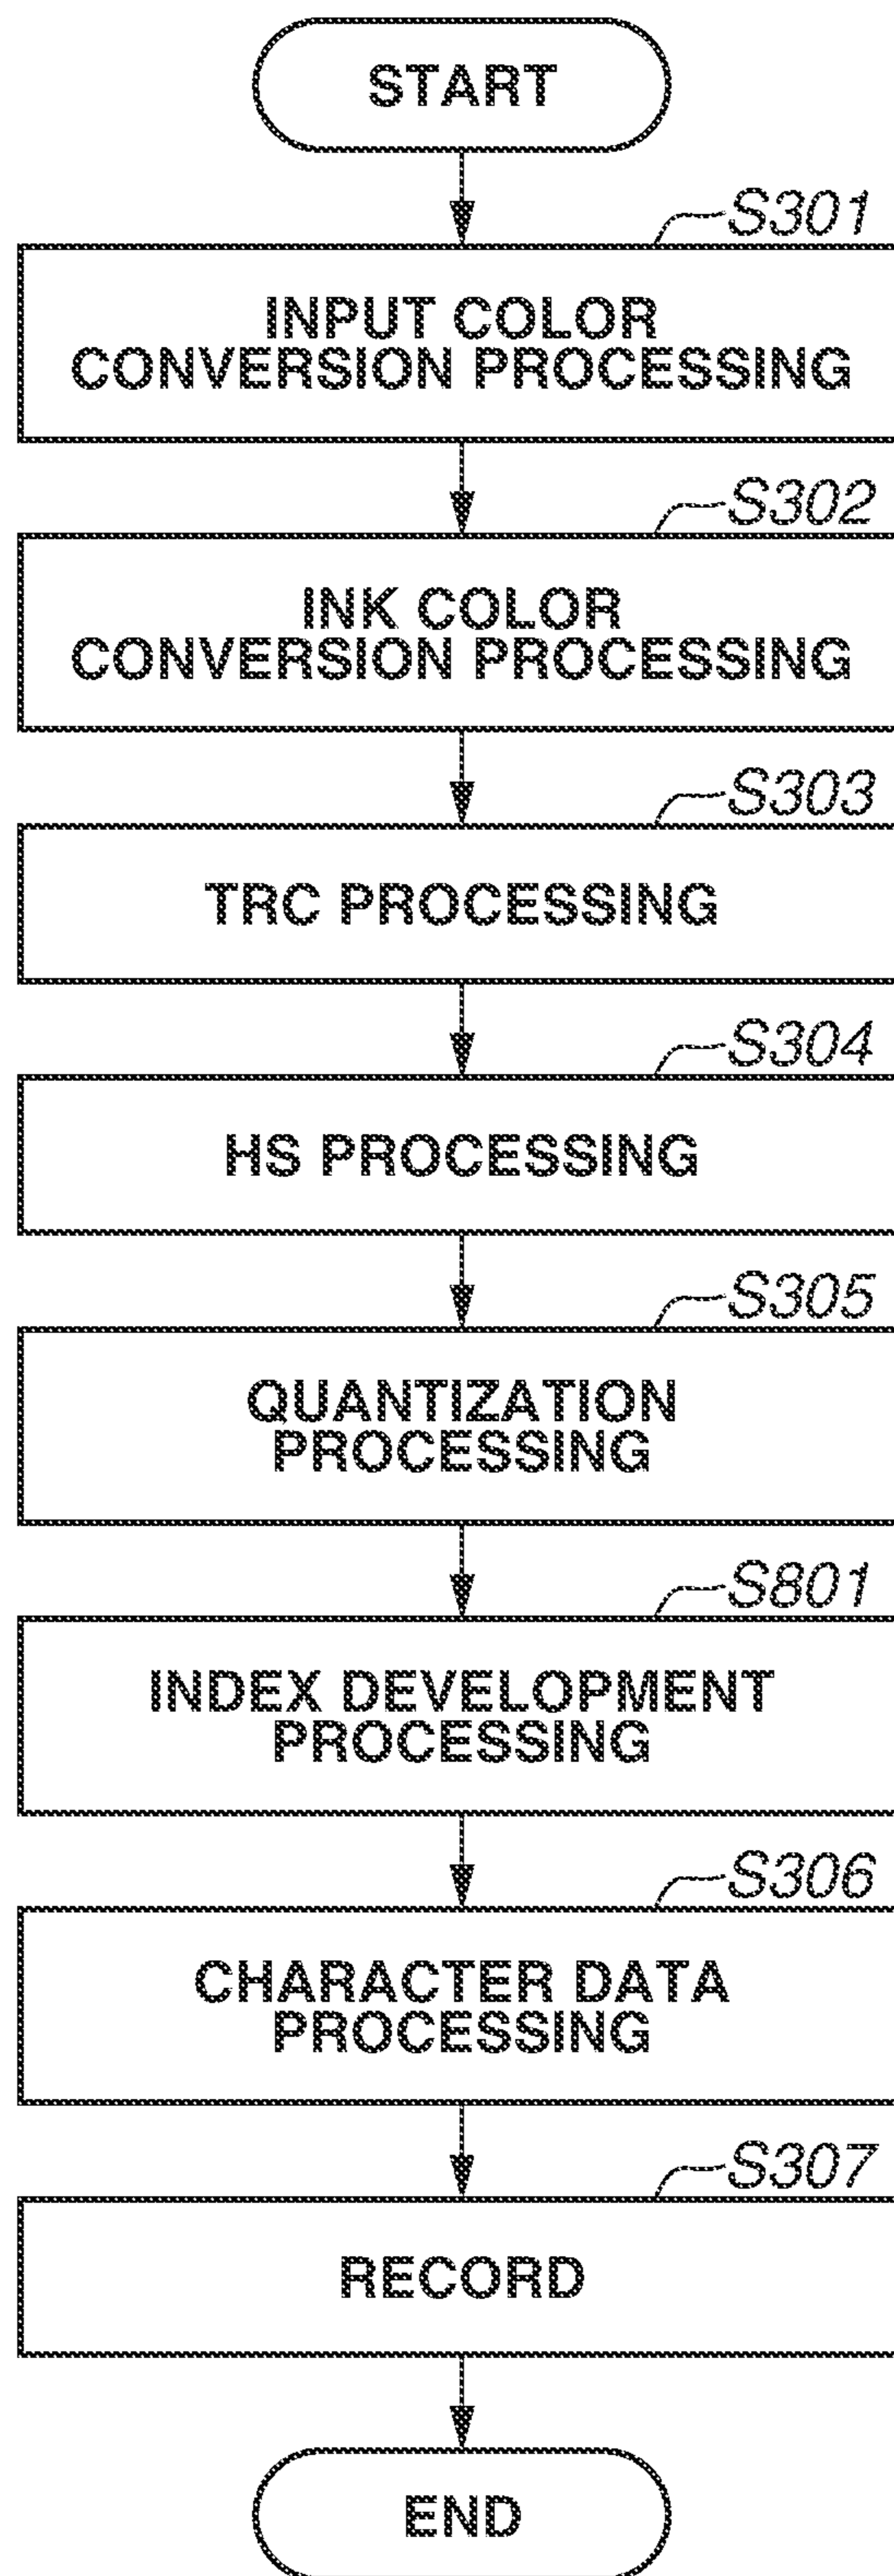 START
S301
INPUT COLOR
CONVERSION PROCESSING
S302
INK COLOR
CONVERSION PROCESSING
S303
TRC PROCESSING
S304
HS PROCESSING
S305
QUANTIZATION
PROCESSING
S801
INDEX DEVELOPMENT
PROCESSING
S306
CHARACTER DATA
PROCESSING
S307
RECORD
END